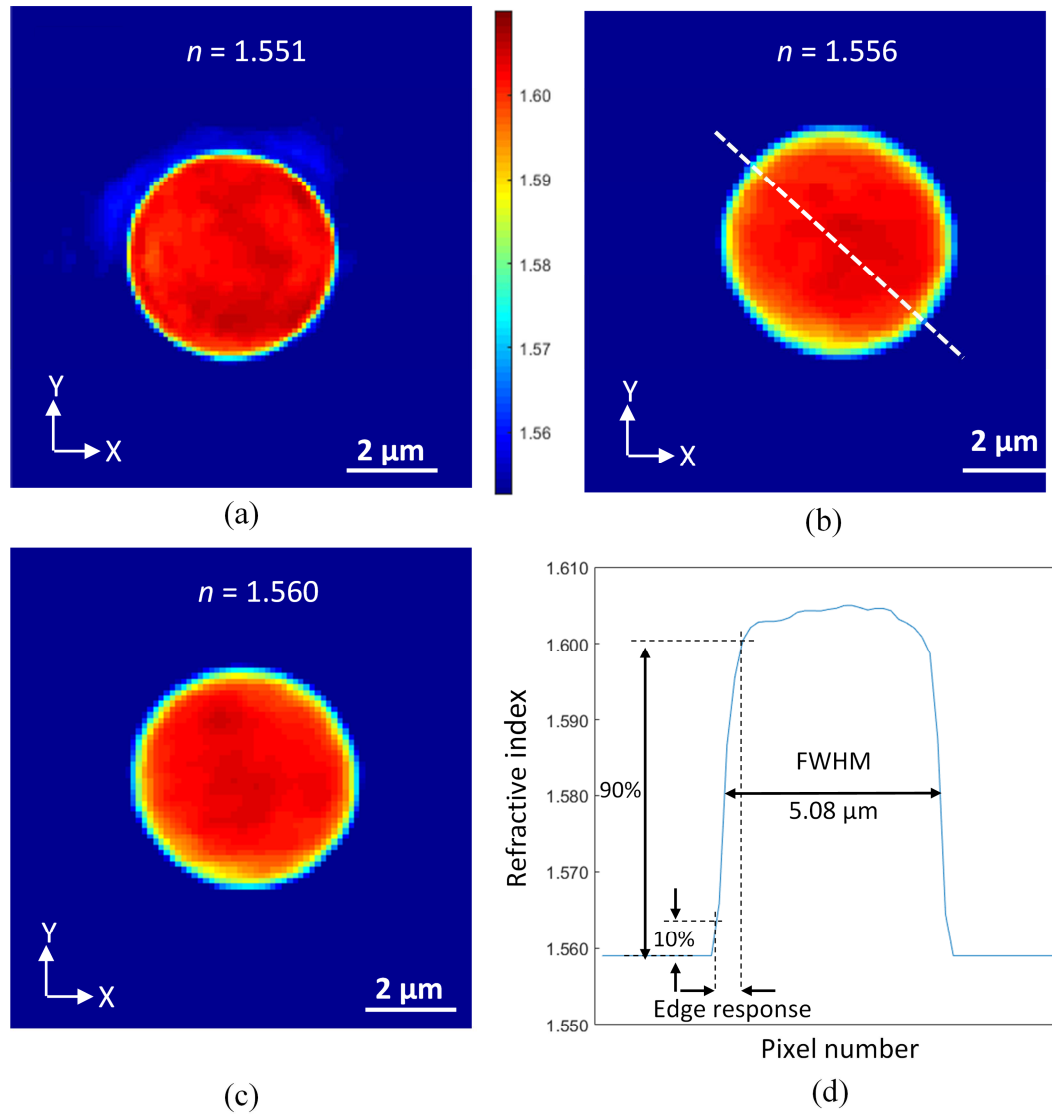 n = 1.551
Y
X
2 µm
(a)
1.60
1.59
1.58
1.57
1.56
n = 1.556
Y
X
2 µm
(b)
n = 1.560
Y
X
2 µm
(c)
1.610
1.600
1.590
1.580
1.570
1.560
1.550
Refractive index
90%
FWHM
5.08 µm
10%
Edge response
Pixel number
(d)